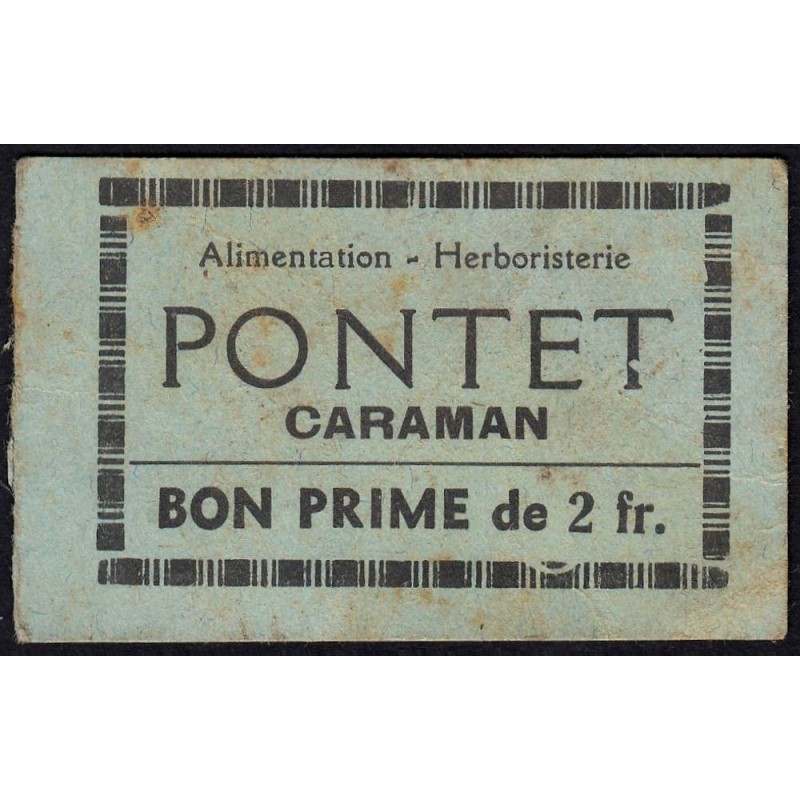 Alimentation - Herboristerie
PONTET
CARAMAN
BON PRIME de 2 fr.